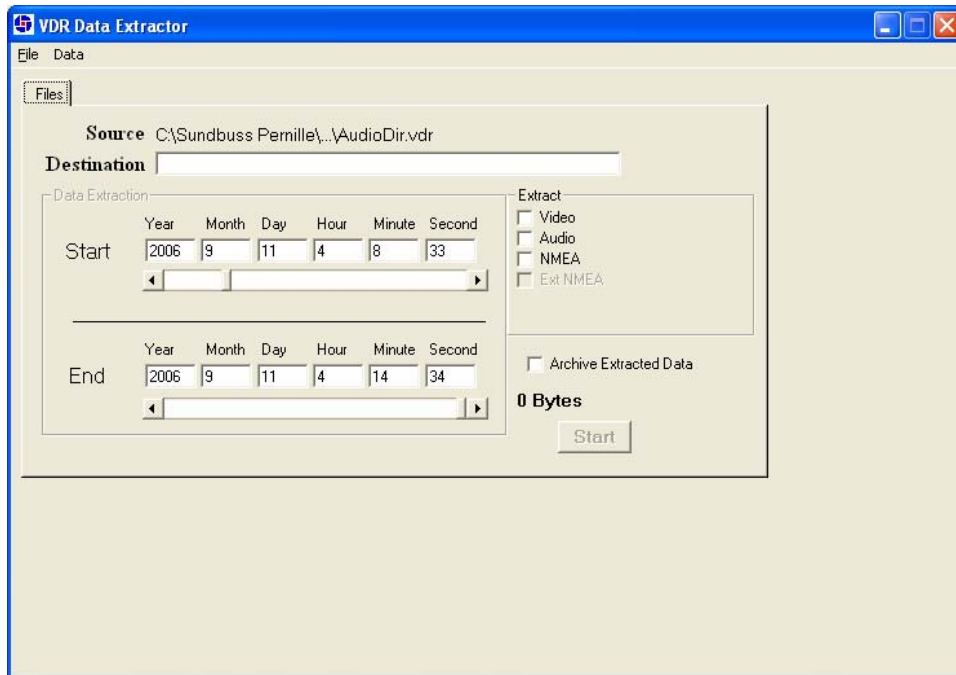 VDR Data Extractor
File Data
Files
Source C:\Sundbuss Pernille\...\AudioDir.vdr
Destination
Data Extraction
Year Month Day Hour Minute Second
Start 2006 9 11 4 8 33
Year Month Day Hour Minute Second
End 2006 9 11 4 14 34
Extract
Video
Audio
NMEA
Ext NMEA
Archive Extracted Data
0 Bytes
Start